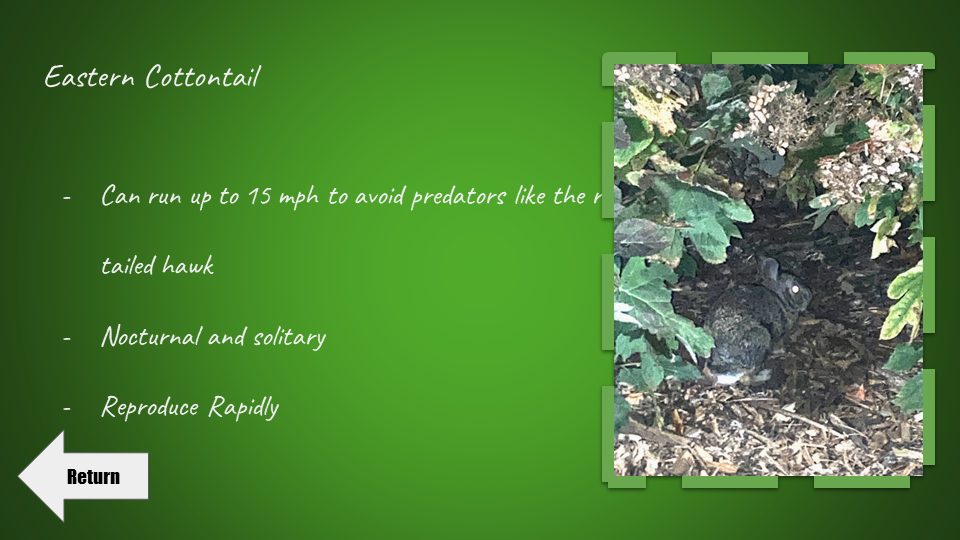 Eastern Cottontail
- Can run up to 15 mph to avoid predators like the
tailed hawk
- Nocturnal and solitary
- Reproduce Rapidly
Return